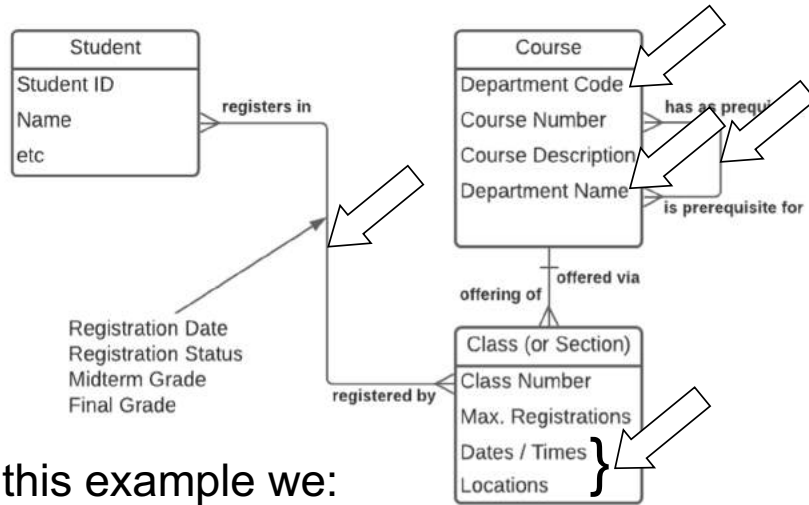 Student
Student ID
Name
etc
registers in
Course
Department Code
Course Number
Course Description
Department Name
has as
is prerequisite for
offered via
offering of
Registration Date
Registration Status
Midterm Grade
Final Grade
registered by
Class (or Section)
Class Number
Max. Registrations
Dates / Times
Locations
}
this example we: